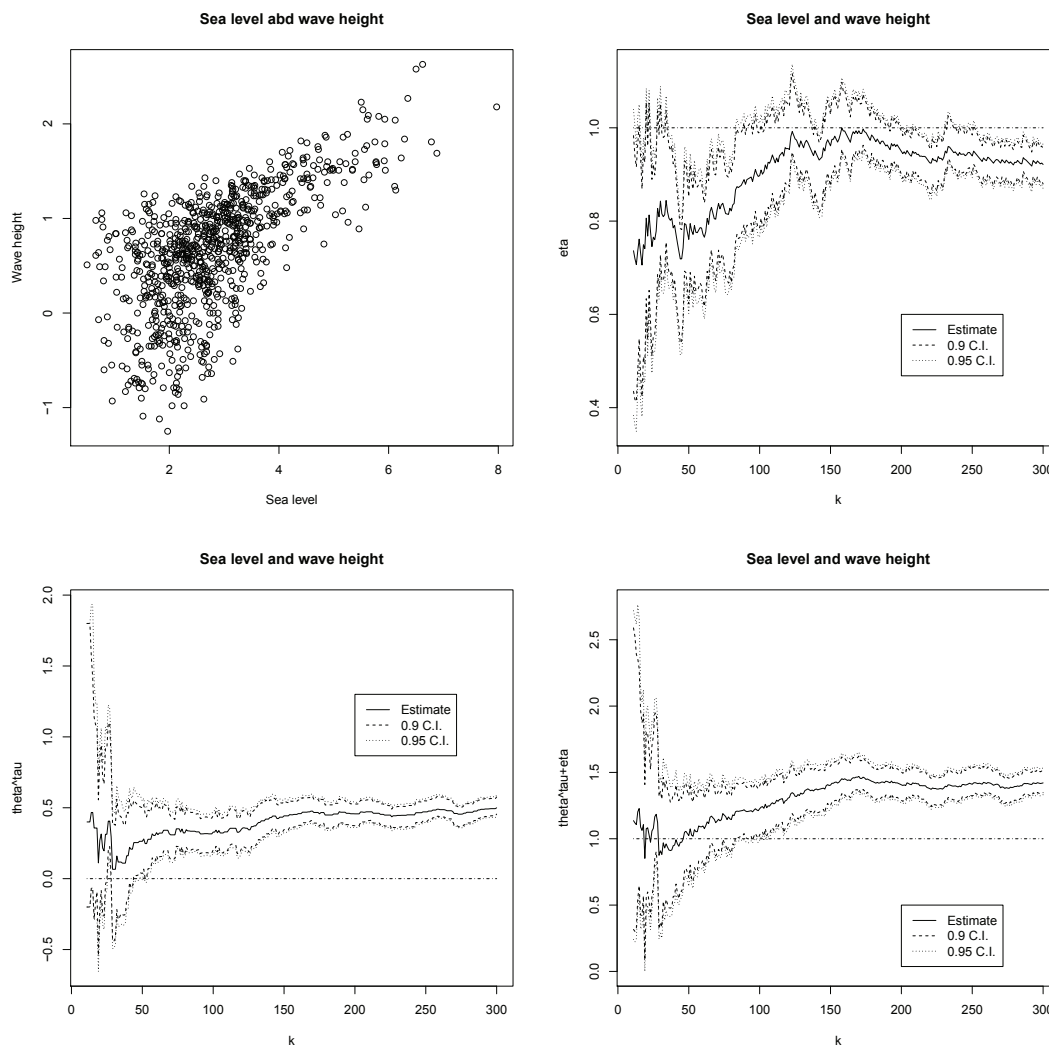 Sea level abd wave height
Wave height
2
1
0
−1
2
4
6
8
Sea level
Sea level and wave height
eta
1.0
0.8
0.6
0.4
Estimate
0.9 C.I.
0.95 C.I.
0
50
100
150
200
250
300
k
Sea level and wave height
theta^tau
2.0
1.5
1.0
0.5
0.0
−0.5
Estimate
0.9 C.I.
0.95 C.I.
0
50
100
150
200
250
300
k
Sea level and wave height
theta^tau+eta
2.5
2.0
1.5
1.0
0.5
0.0
Estimate
0.9 C.I.
0.95 C.I.
0
50
100
150
200
250
300
k